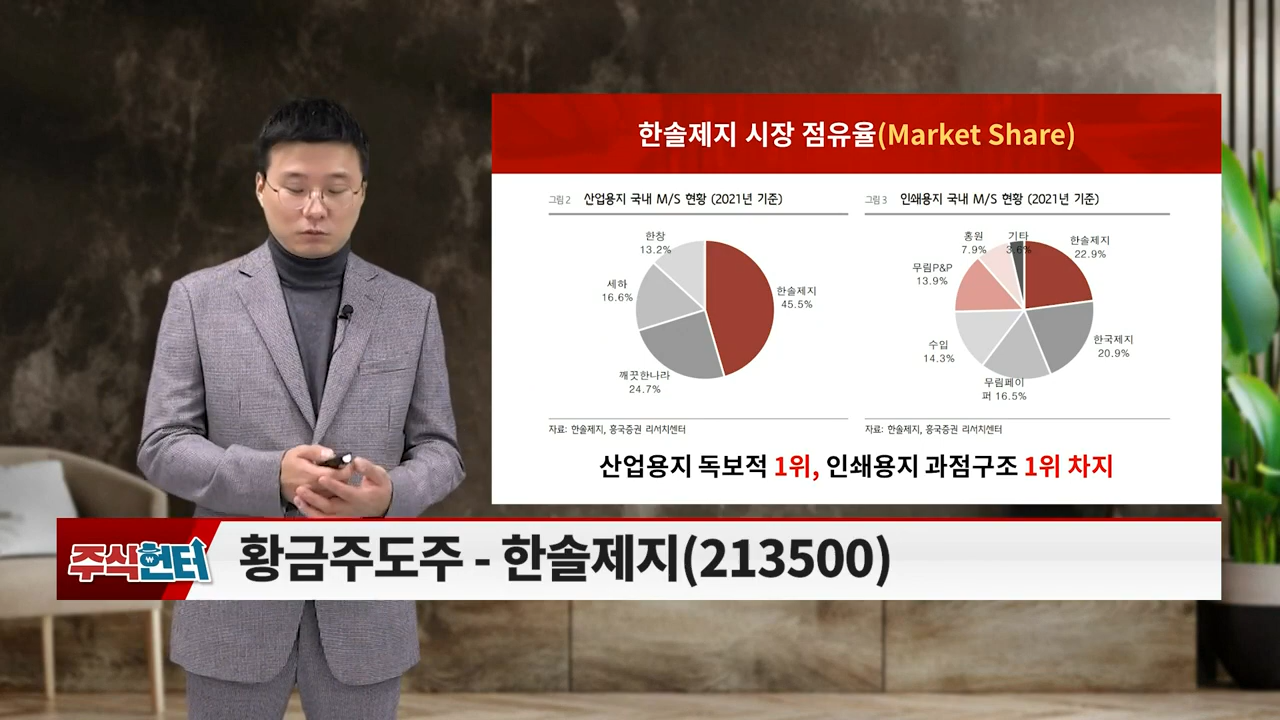 한솔제지 시장 점유율(Market Share)
그림 2 산업용지 국내 M/S 현황 (2021년 기준)
한창
13.2%
세하
16.6%
한솔제지
45.5%
깨끗한나라
24.7%
자료: 한솔제지, 흥국증권 리서치센터
그림 3 인쇄용지 국내 M/S 현황 (2021년 기준)
홍원
7.9%
기타
3.6%
한솔제지
22.9%
무림P&P
13.9%
수입
14.3%
한국제지
20.9%
무림페이
퍼 16.5%
자료: 한솔제지, 흥국증권 리서치센터
산업용지 독보적 1위, 인쇄용지 과점구조 1위 차지
주식헌터
황금주도주 - 한솔제지(213500)